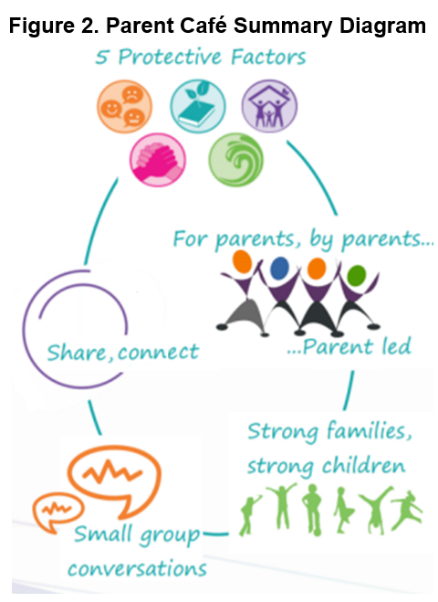 Figure 2. Parent Café Summary Diagram
5 Protective Factors
For parents, by parents...
...Parent led
Share, connect
Strong families,
strong children
Small group
conversations